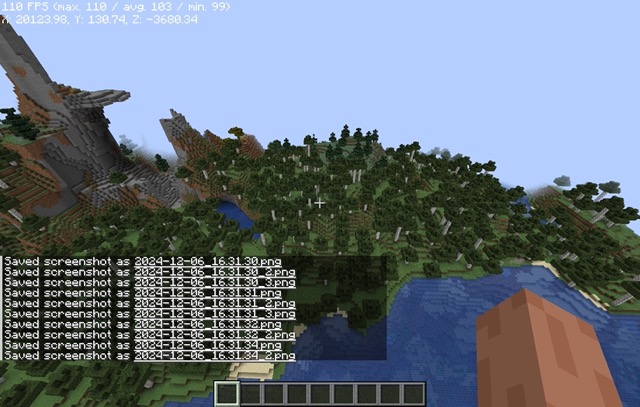 110 FPS (max. 110 / avg. 103 / min. 99)
X: 20123.98, Y: 130.74, Z: -3680.34
Saved screenshot as 2024-12-06_16.31.30.png
Saved screenshot as 2024-12-06_16.31.30_2.png
Saved screenshot as 2024-12-06_16.31.30_3.png
Saved screenshot as 2024-12-06_16.31.31.png
Saved screenshot as 2024-12-06_16.31.31_2.png
Saved screenshot as 2024-12-06_16.31.31_3.png
Saved screenshot as 2024-12-06_16.31.32.png
Saved screenshot as 2024-12-06_16.31.32_2.png
Saved screenshot as 2024-12-06_16.31.34.png
Saved screenshot as 2024-12-06_16.31.34_2.png